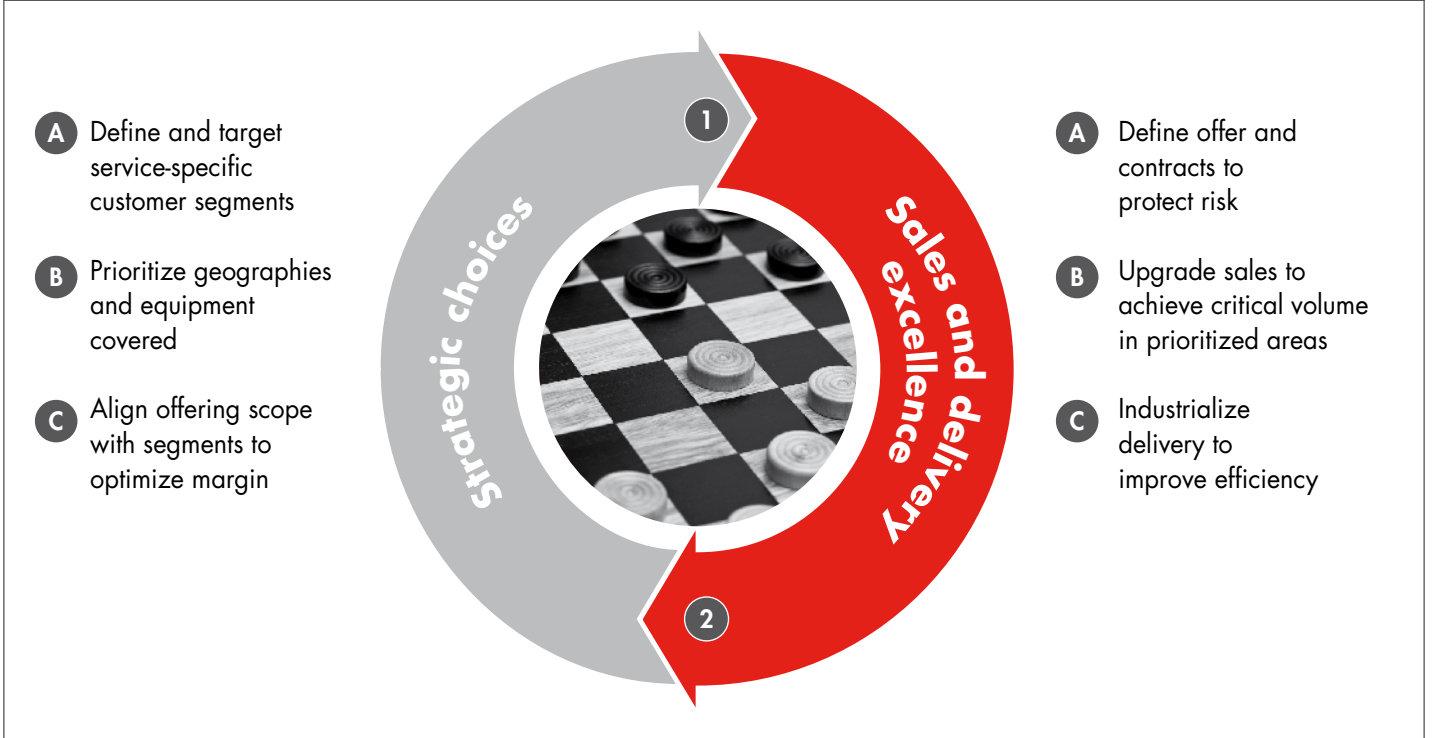 A
Define and target
service-specific
customer segments
B
Prioritize geographies
and equipment
covered
C
Align offering scope
with segments to
optimize margin
1
Strategic choices
Sales and delivery
excellence
2
A
Define offer and
contracts to
protect risk
B
Upgrade sales to
achieve critical volume
in prioritized areas
C
Industrialize
delivery to
improve efficiency